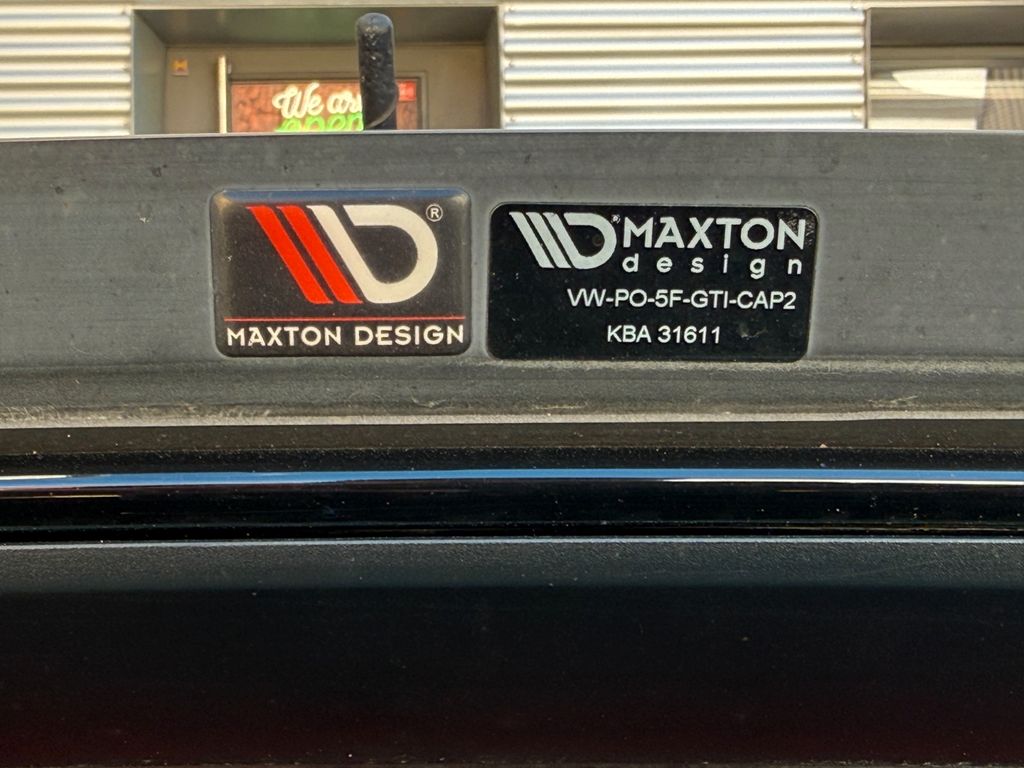 We are
open
®
MAXTON DESIGN
MAXTON
design
VW-PO-5F-GTI-CAP2
KBA 31611